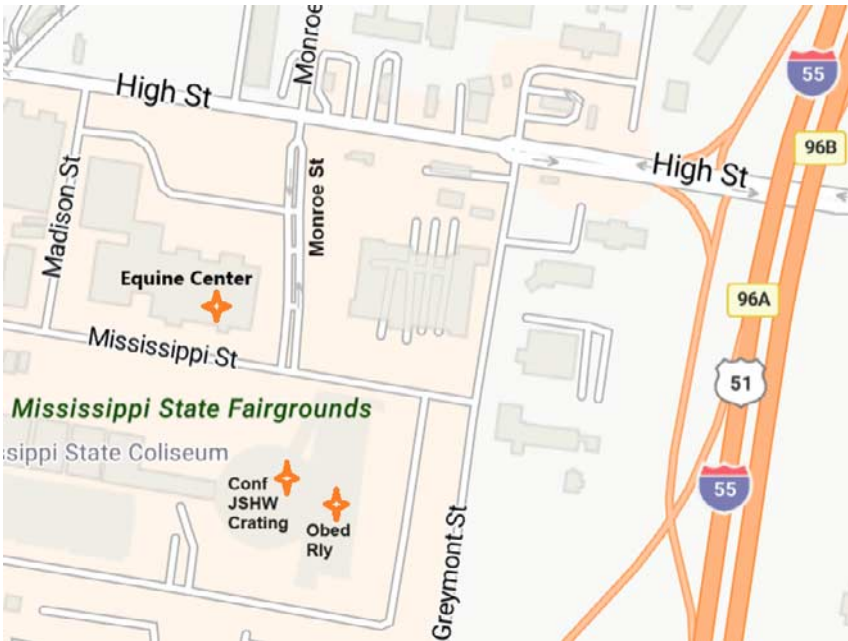 Monroe
High St
55
96B
High St
Madison St
Monroe St
Equine Center
96A
Mississippi St
51
Mississippi State Fairgrounds
ssippi State Coliseum
Conf
JSHW
Crating
Obed
Rly
55
Greymont St